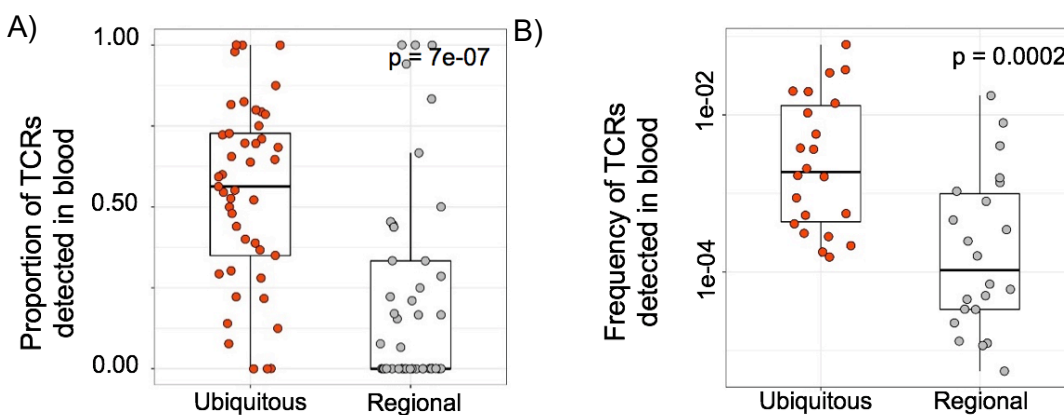 A)
Proportion of TCRs
detected in blood
1.00
0.50
0.00
p = 7e-07
Ubiquitous
Regional
B)
Frequency of TCRs
detected in blood
1e-02
1e-04
p = 0.0002
Ubiquitous
Regional